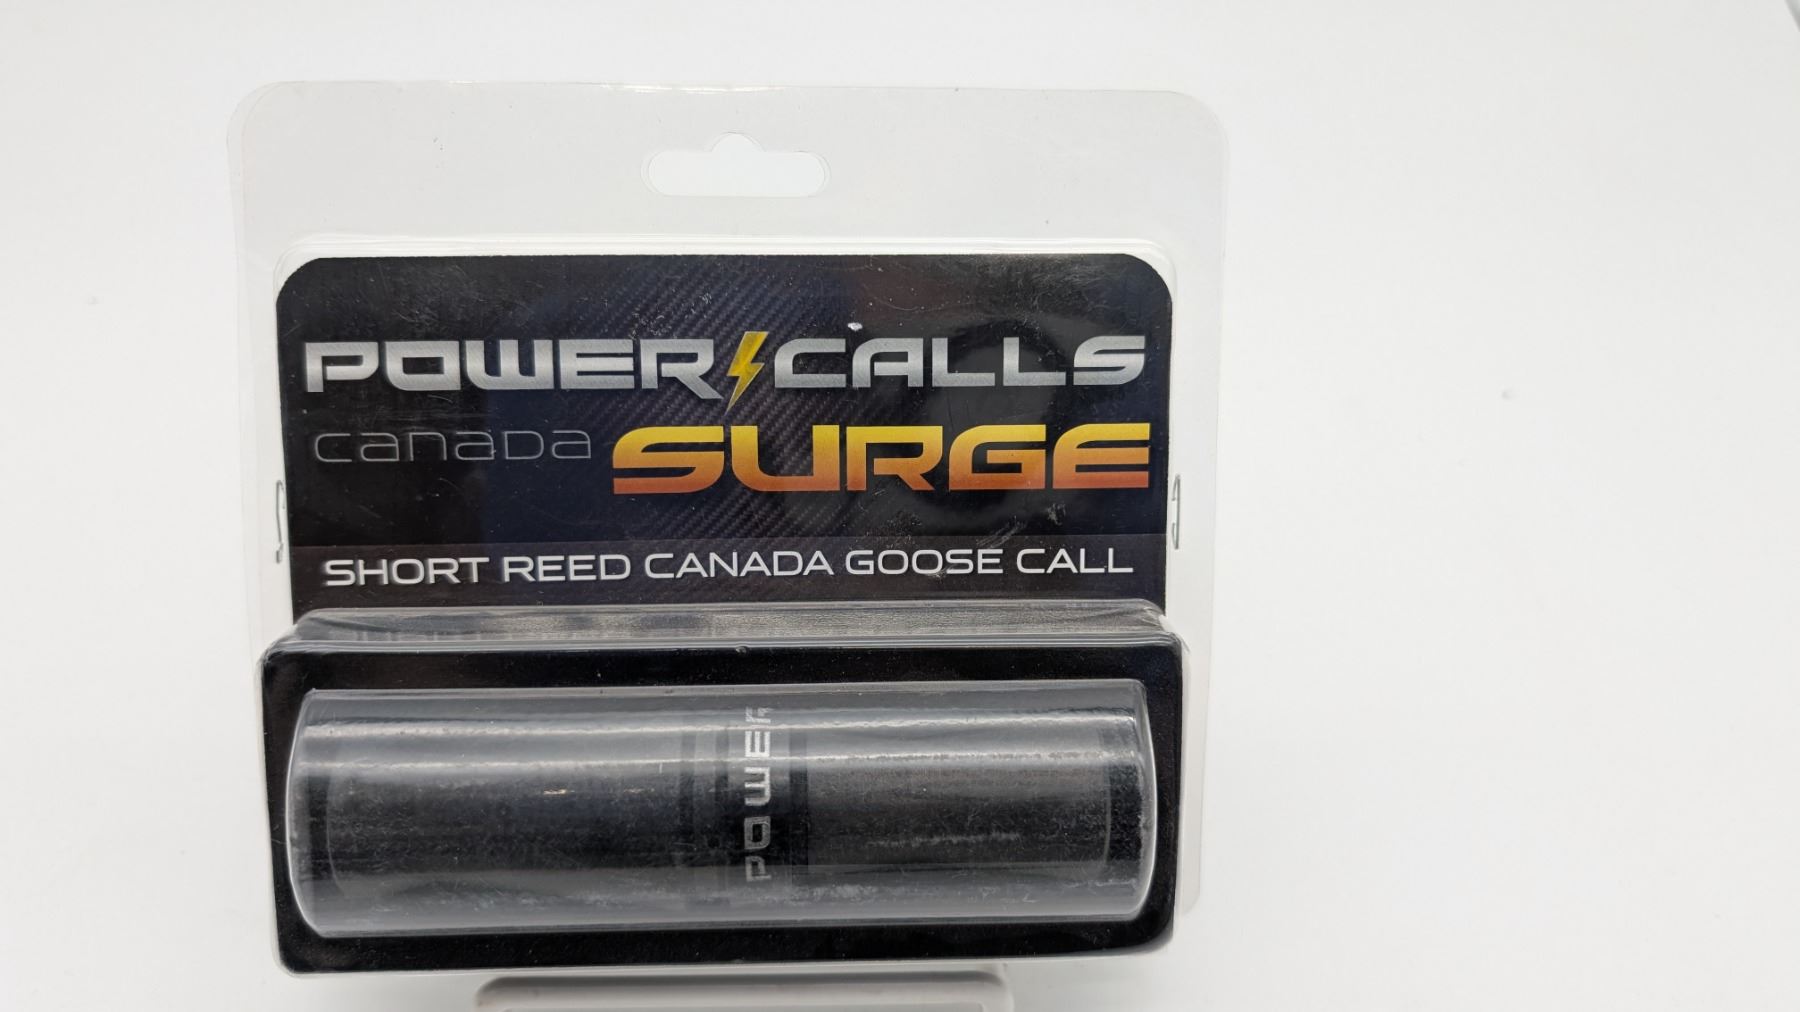 POWER CALLS
canada SURGE
SHORT REED CANADA GOOSE CALL
POWER